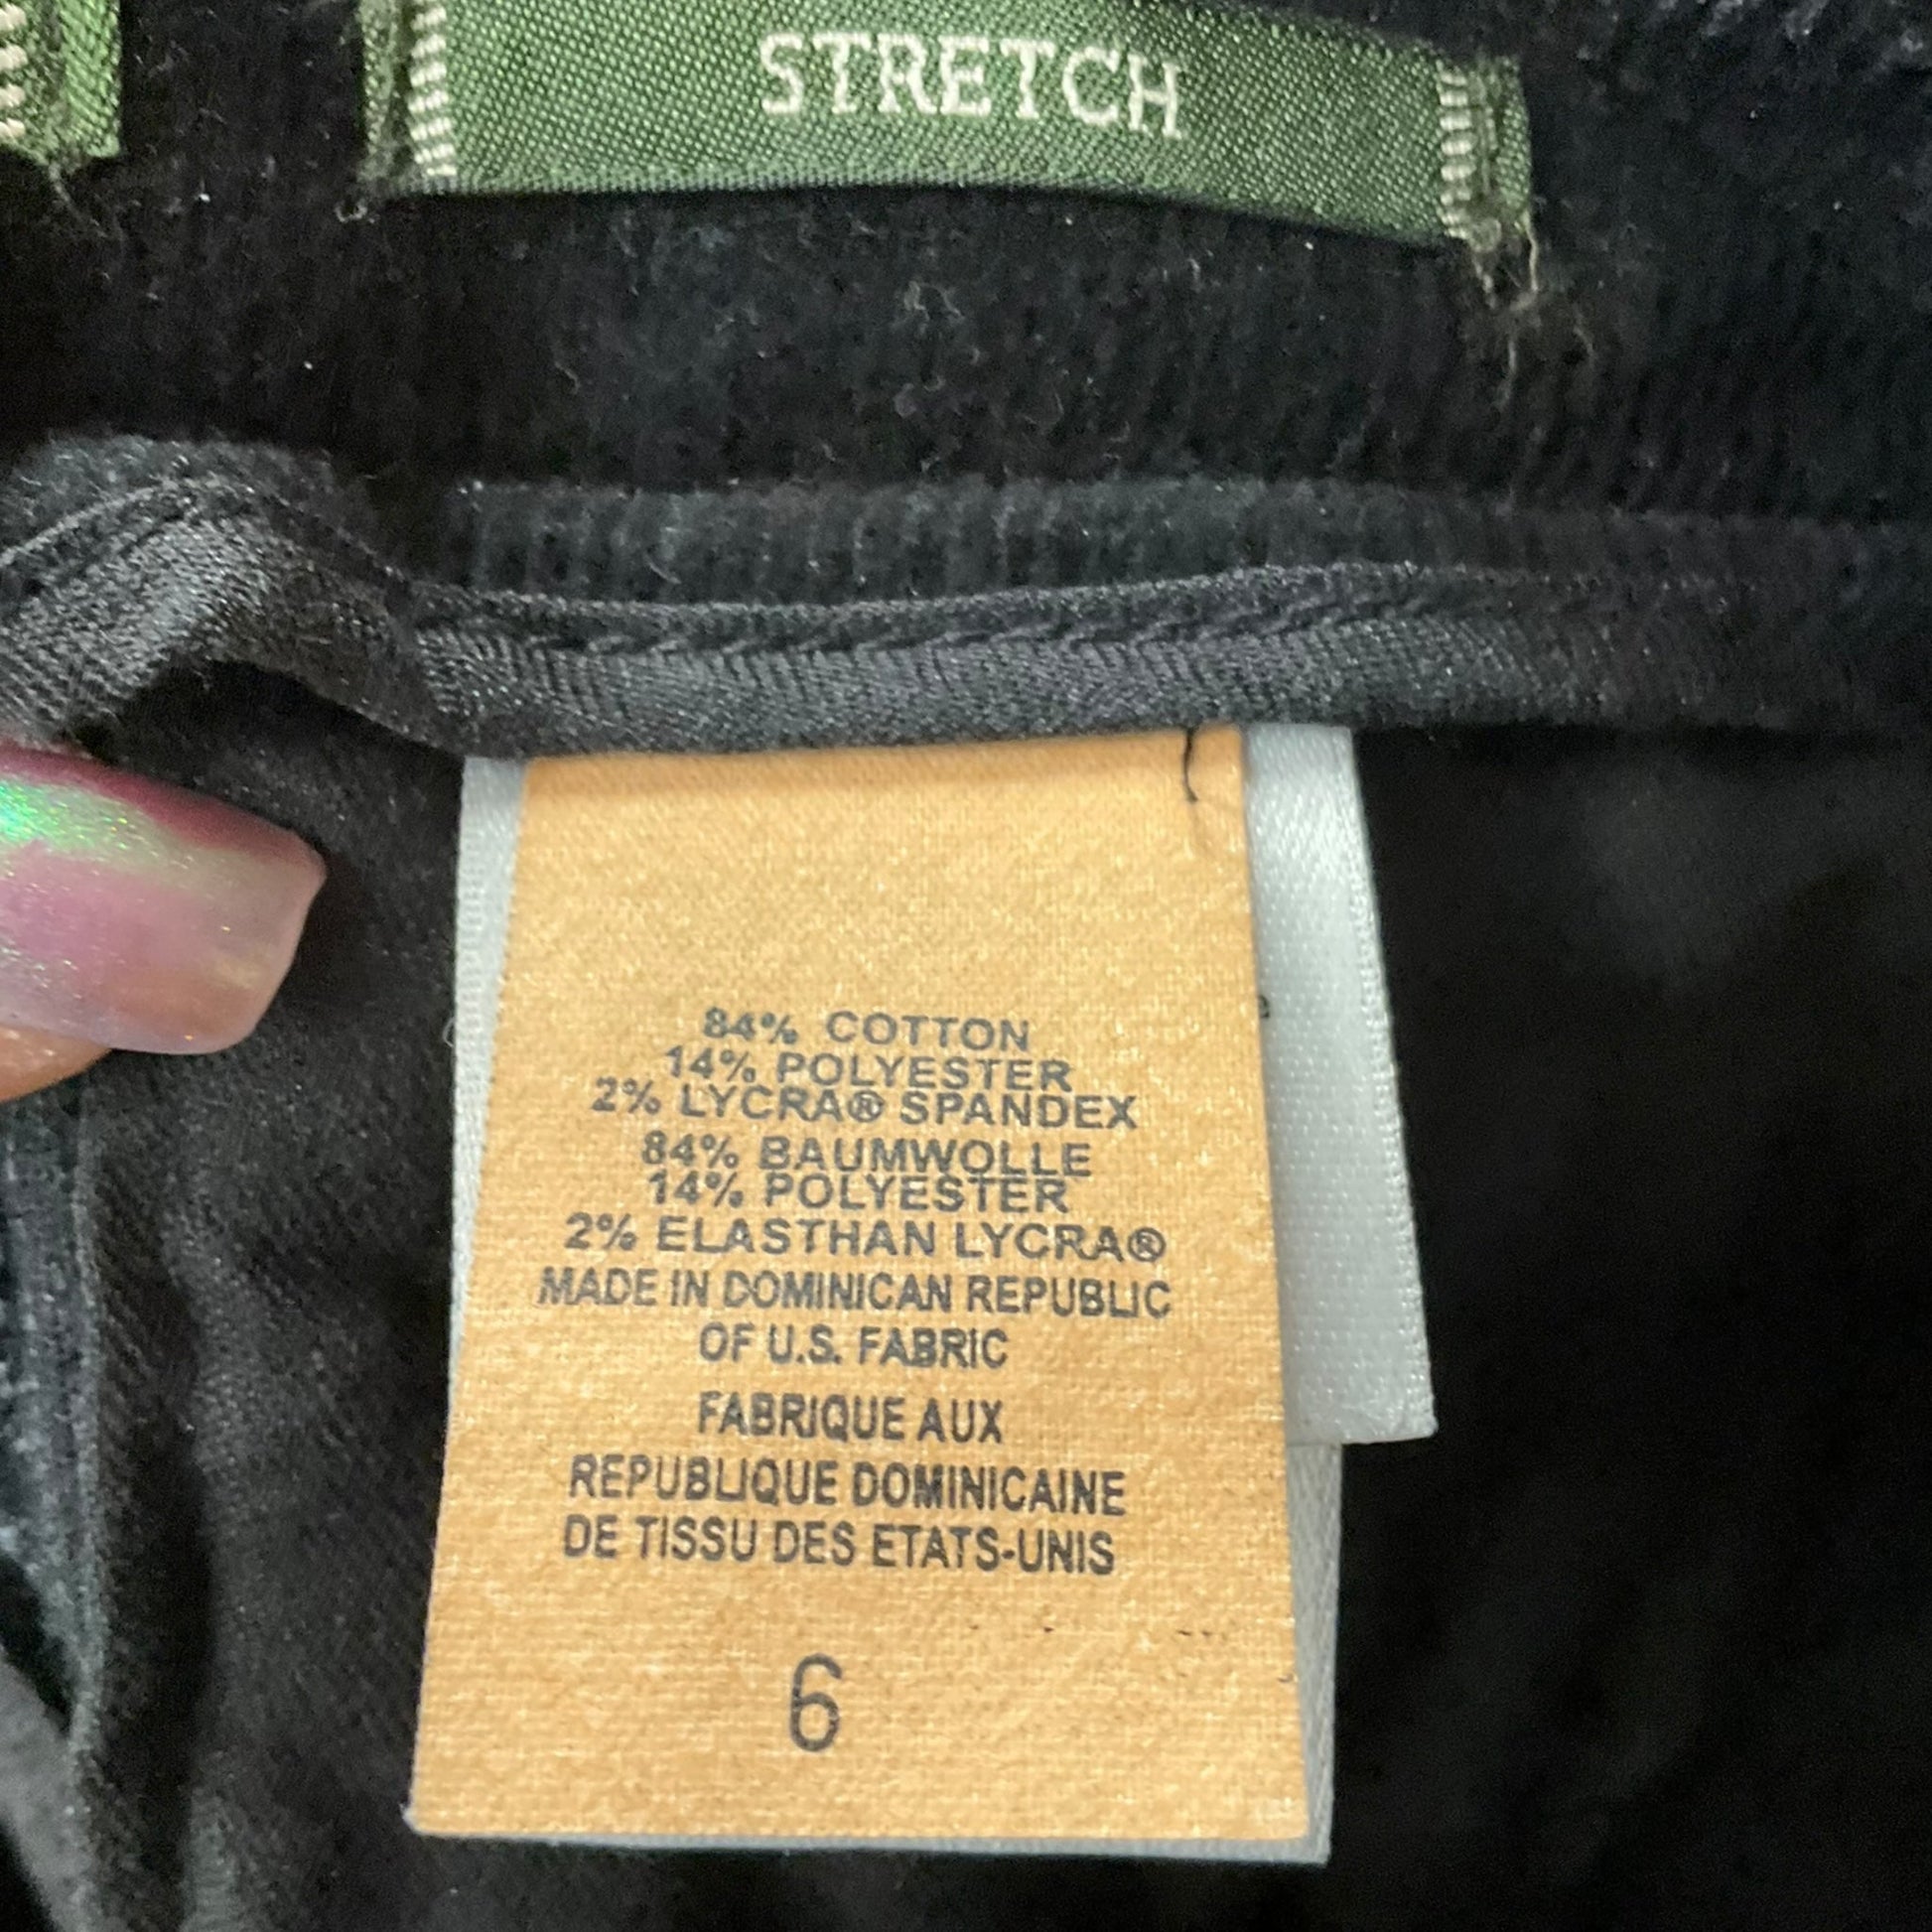 STRETCH
84% COTTON
14% POLYESTER
2% LYCRA® SPANDEX
84% BAUMWOLLE
14% POLYESTER
2% ELASTHAN LYCRA®
MADE IN DOMINICAN REPUBLIC
OF U.S. FABRIC
FABRIQUE AUX
REPUBLIQUE DOMINICAINE
DE TISSU DES ETATS-UNIS
6